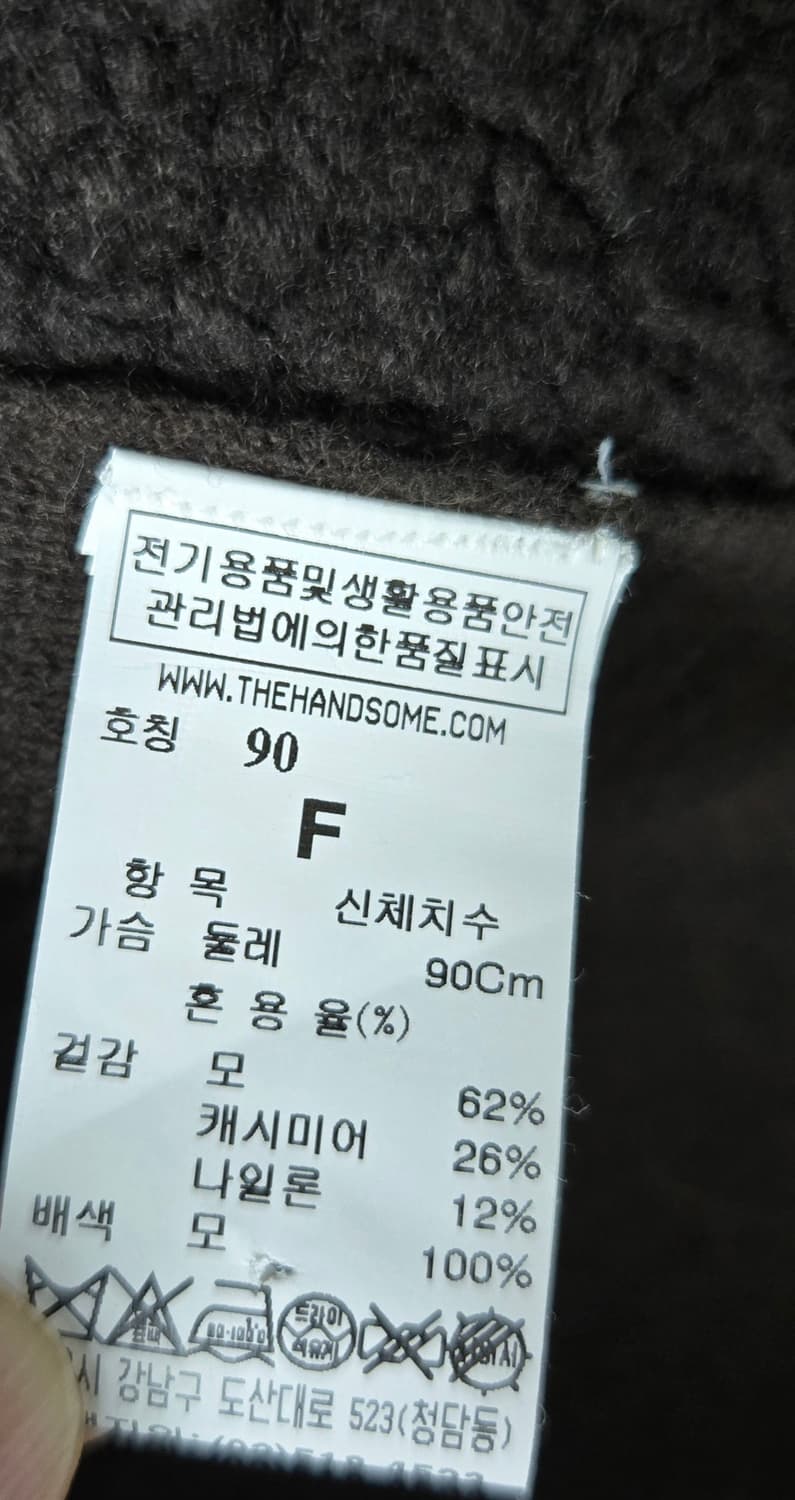 전기용품및생활용품안전
관리법에의한품질표시
WWW.THEHANDSOME.COM
호칭 90
F
항 목 신체치수
가슴 둘레 90Cm
혼 용 율(%)
겉감 모 62%
캐시미어 26%
나일론 12%
배색 모 100%
드라이
석유계
강남구 도산대로 523(청담동)